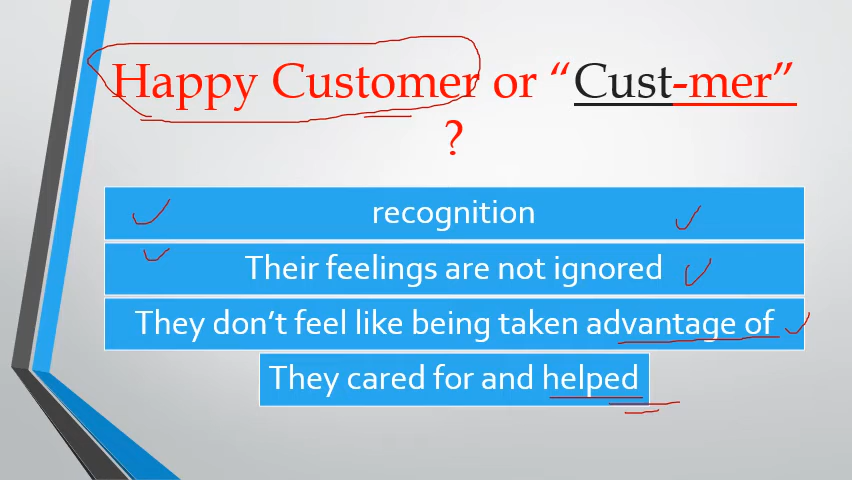 Happy Customer or “Cust-mer”
?
recognition
Their feelings are not ignored
They don’t feel like being taken advantage of
They cared for and helped